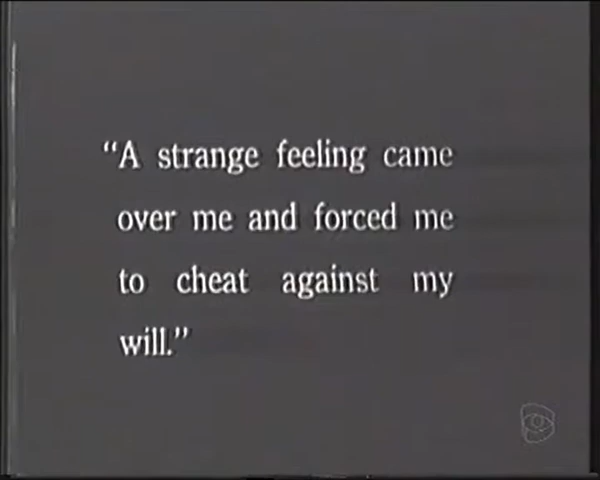 “A strange feeling came
over me and forced me
to cheat against my
will.”